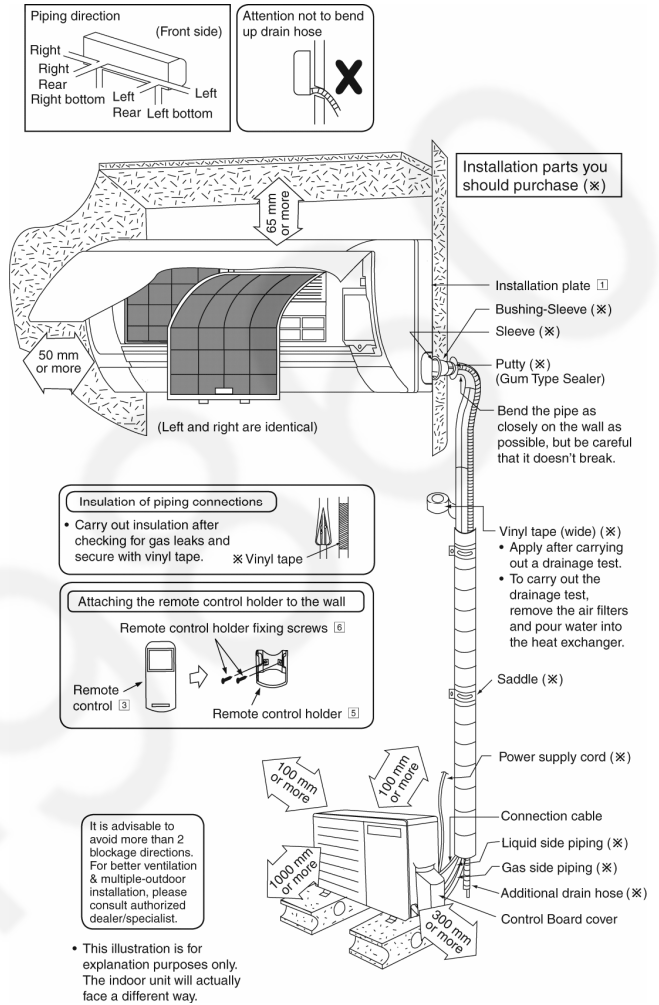 Piping direction
(Front side)
Right
Right
Rear
Right bottom
Left
Rear
Left bottom
Left
Attention not to bend
up drain hose
Installation parts you
should purchase (※)
65 mm
or more
50 mm
or more
(Left and right are identical)
Installation plate 1
Bushing-Sleeve (※)
Sleeve (※)
Putty (※)
(Gum Type Sealer)
Bend the pipe as
closely on the wall as
possible, but be careful
that it doesn't break.
Insulation of piping connections
• Carry out insulation after
checking for gas leaks and
secure with vinyl tape.
※ Vinyl tape
Vinyl tape (wide) (※)
• Apply after carrying
out a drainage test.
• To carry out the
drainage test,
remove the air filters
and pour water into
the heat exchanger.
Attaching the remote control holder to the wall
Remote control holder fixing screws 6
Remote
control 3
Remote control holder 5
Saddle (※)
Power supply cord (※)
Connection cable
Liquid side piping (※)
Gas side piping (※)
Additional drain hose (※)
Control Board cover
100 mm
or more
100 mm
or more
1000 mm
or more
300 mm
or more
It is advisable to
avoid more than 2
blockage directions.
For better ventilation
& multiple-outdoor
installation, please
consult authorized
dealer/specialist.
• This illustration is for
explanation purposes only.
The indoor unit will actually
face a different way.